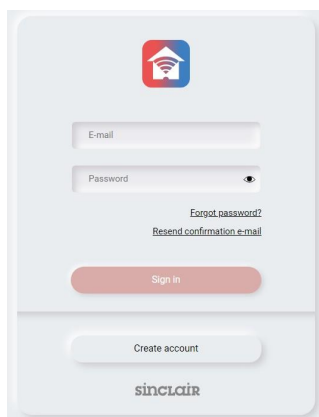 E-mail
Password
Forgot password?
Resend confirmation e-mail
Sign In
Create account
sinclair